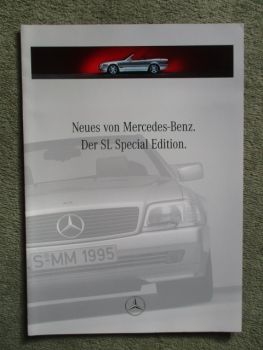 Neues von Mercedes-Benz.
Der SL Special Edition.
S-MM 1995